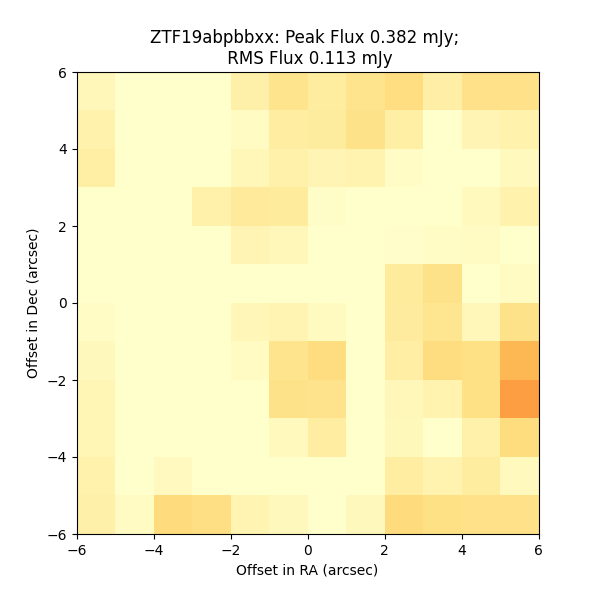 ZTF19abpbbxx: Peak Flux 0.382 mJy;
RMS Flux 0.113 mJy
6
4
2
0
−2
−4
−6
Offset in Dec (arcsec)
−6 −4 −2 0 2 4 6
Offset in RA (arcsec)